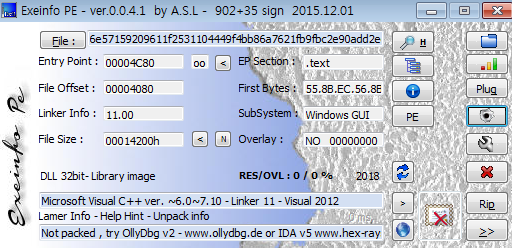 Exeinfo PE - ver.0.0.4.1 by A.S.L - 902+35 sign 2015.12.01
File : 6e57159209611f2531104449f4bb86a7621fb9fbc2e90add2e
H
Entry Point : 00004C80 oo < EP Section : .text
File Offset : 00004080 First Bytes : 55.8B.EC.56.8B
Plug
Linker Info : 11.00 SubSystem : Windows GUI
PE
File Size : 00014200h < N Overlay : NO 00000000
DLL 32bit- Library image RES/OVL : 0 / 0 % 2018
Microsoft Visual C++ ver. ~6.0~7.10 - Linker 11 - Visual 2012
> Rip
Lamer Info - Help Hint - Unpack info
Not packed , try OllyDbg v2 - www.ollydbg.de or IDA v5 www.hex-ray
>>
Exeinfo Pe